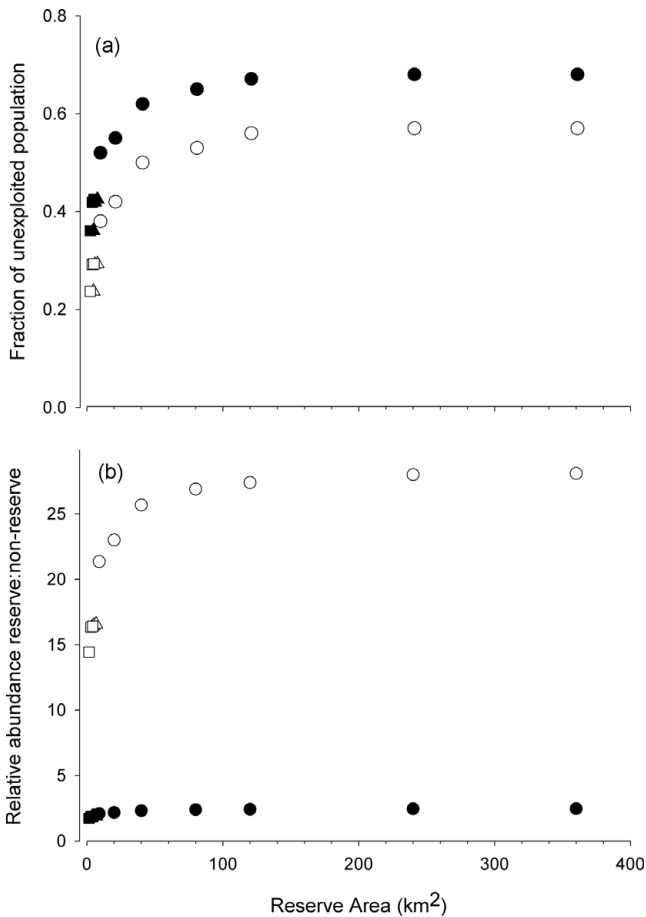 0.8
(a)
0.6
0.4
0.2
0.0
Fraction of unexploited population
(b)
25
20
15
10
5
0
Relative abundance reserve:non-reserve
0 100 200 300 400
Reserve Area (km²)